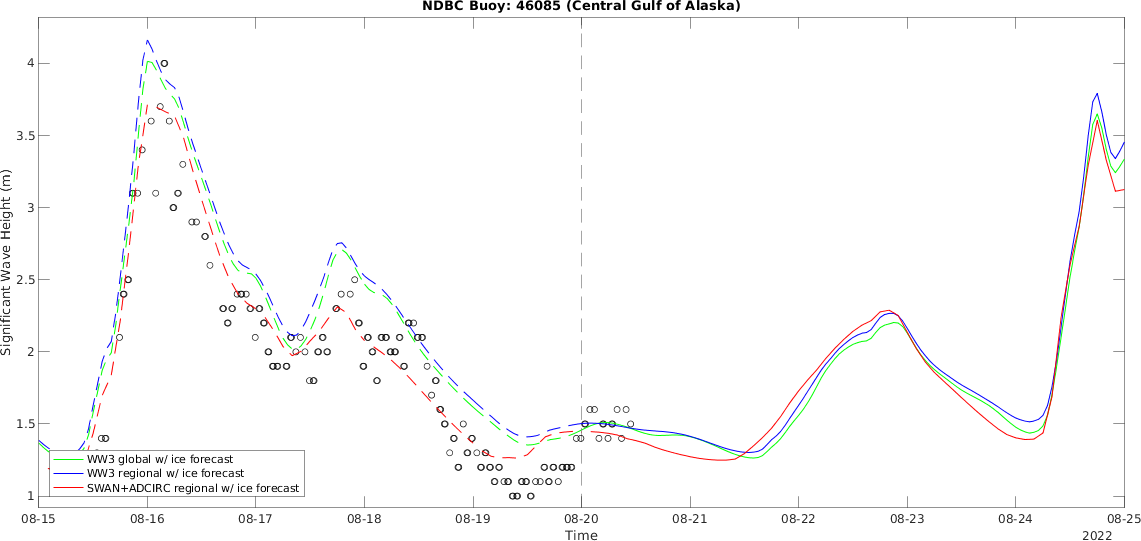 NDBC Buoy: 46085 (Central Gulf of Alaska)
Significant Wave Height (m)
4
3.5
3
2.5
2
1.5
1
WW3 global w/ ice forecast
WW3 regional w/ ice forecast
SWAN+ADCIRC regional w/ ice forecast
08-15 08-16 08-17 08-18 08-19 08-20 08-21 08-22 08-23 08-24 08-25
Time
2022